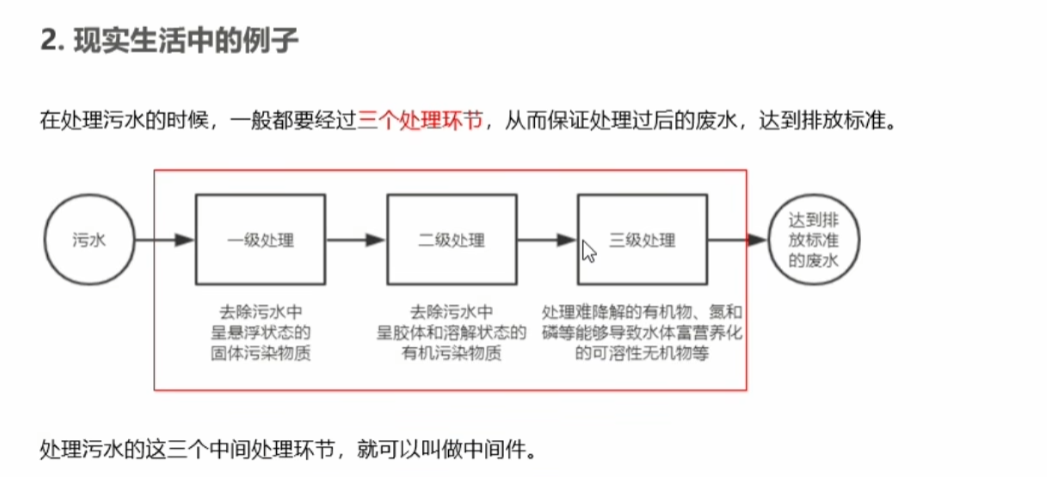 2. 现实生活中的例子
在处理污水的时候，一般都要经过三个处理环节，从而保证处理过后的废水，达到排放标准。
污水
一级处理
二级处理
三级处理
达到排
放标准
的废水
去除污水中
呈悬浮状态的
固体污染物质
去除污水中
呈胶体和溶解状态的
有机污染物质
处理难降解的有机物、氮和
磷等能够导致水体富营养化
的可溶性无机物等
处理污水的这三个中间处理环节，就可以叫做中间件。